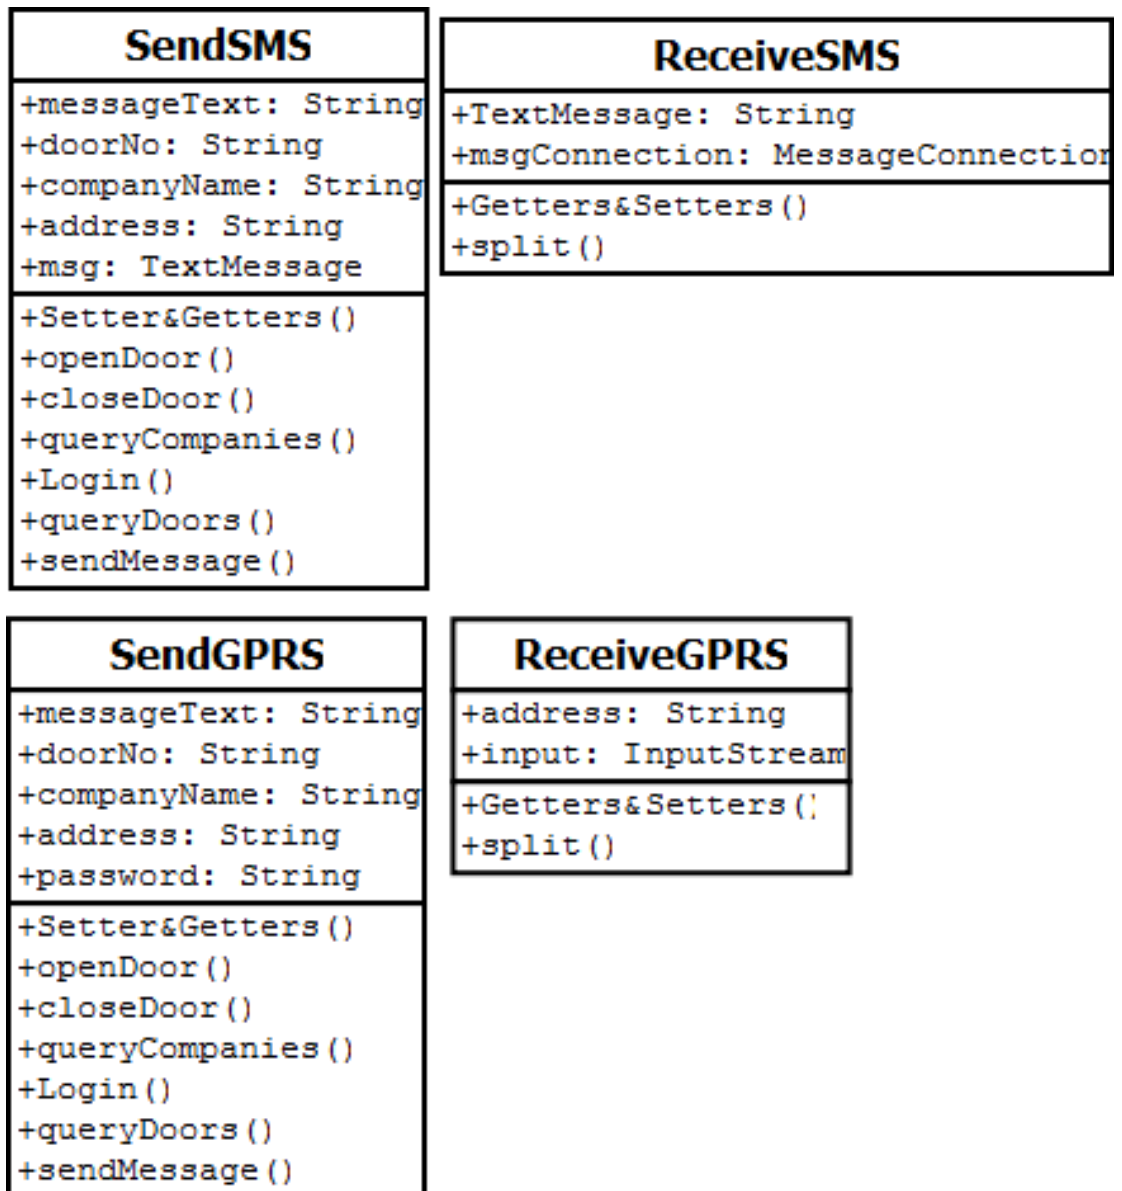 SendSMS
+messageText: String
+doorNo: String
+companyName: String
+address: String
+msg: TextMessage
+Setter&Getters()
+openDoor()
+closeDoor()
+queryCompanies()
+Login()
+queryDoors()
+sendMessage()
ReceiveSMS
+TextMessage: String
+msgConnection: MessageConnection
+Getters&Setters()
+split()
SendGPRS
+messageText: String
+doorNo: String
+companyName: String
+address: String
+password: String
+Setter&Getters()
+openDoor()
+closeDoor()
+queryCompanies()
+Login()
+queryDoors()
+sendMessage()
ReceiveGPRS
+address: String
+input: InputStream
+Getters&Setters()
+split()